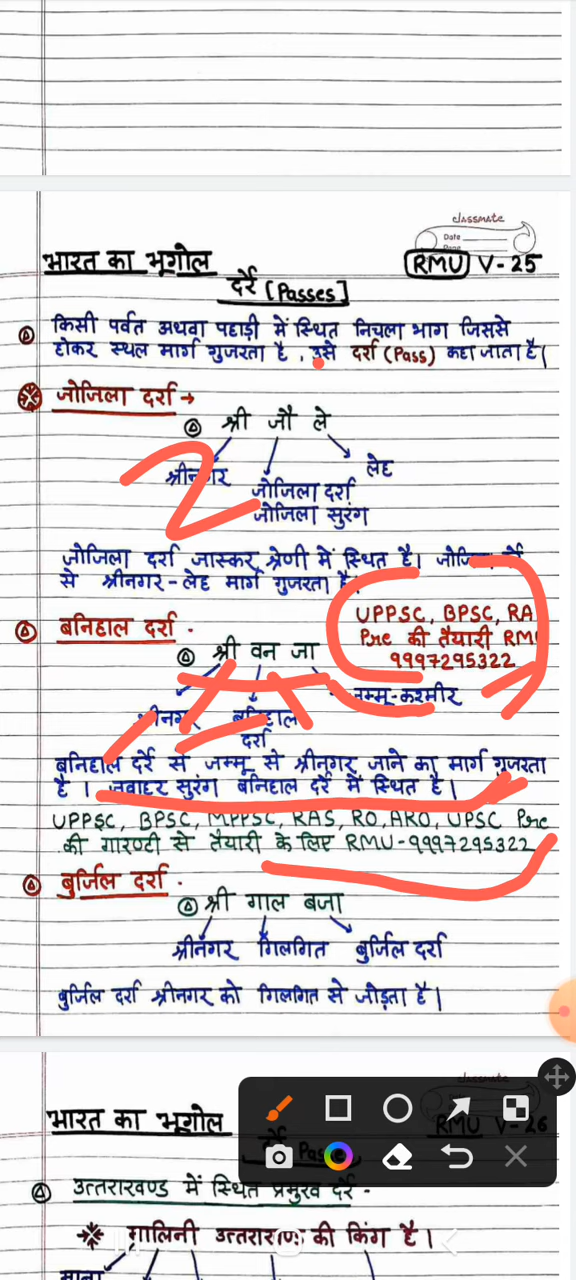 classmate
Date
Page
भारत का भूगोल
RMU V-25
दर्रे [Passes]
किसी पर्वत अथवा पहाड़ी में स्थित निचला भाग जिससे
होकर स्थल मार्ग गुजरता है, उसे दर्रा (Pass) कहा जाता है।
जोजिला दर्रा →
श्री जौ ले
श्रीनगर
लेह
जोजिला दर्रा
जोजिला सुरंग
जोजिला दर्रा जास्कर श्रेणी में स्थित है।
से श्रीनगर-लेह मार्ग गुजरता है
UPPSC, BPSC, RA
Pre की तैयारी RMU
9997295322
बनिहाल दर्रा
श्री वन जा
श्रीनगर
बनिहाल
दर्रा
जम्मू-कश्मीर
बनिहाल दर्रे से जम्मू से श्रीनगर जाने का मार्ग गुजरता
है। जवाहर सुरंग बनिहाल दर्रे में स्थित है।
UPPSC, BPSC, MPPSC, RAS, RO, ARO, UPSC Pre
की गारण्टी से तैयारी के लिए RMU-9997295322
बुर्जिल दर्रा
श्री गाल बजा
श्रीनगर गिलगित बुर्जिल दर्रा
बुर्जिल दर्रा श्रीनगर को गिलगित से जोड़ता है।
classmate
भारत का भूगोल
RMU V-26
उत्तराखण्ड में स्थित प्रमुख दर्रे -
गालिनी उत्तराखण्ड की किंग है।